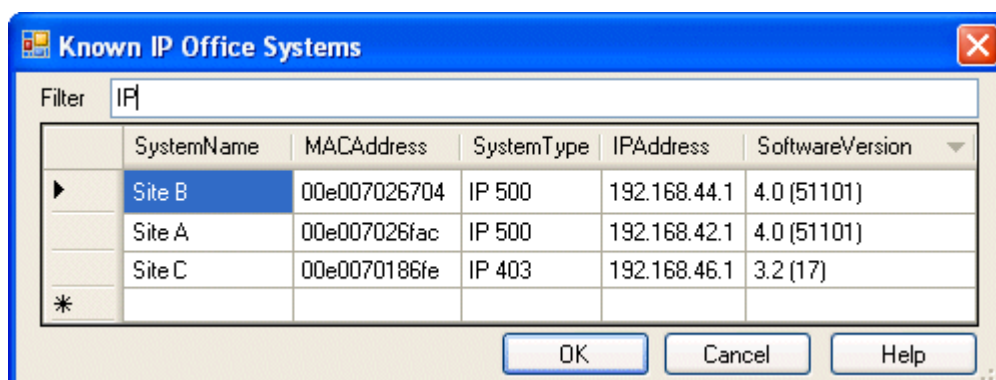 Known IP Office Systems
Filter IP
SystemName MACAddress SystemType IPAddress SoftwareVersion
Site B 00e007026704 IP 500 192.168.44.1 4.0 (51101)
Site A 00e007026fac IP 500 192.168.42.1 4.0 (51101)
Site C 00e0070186fe IP 403 192.168.46.1 3.2 (17)
OK Cancel Help